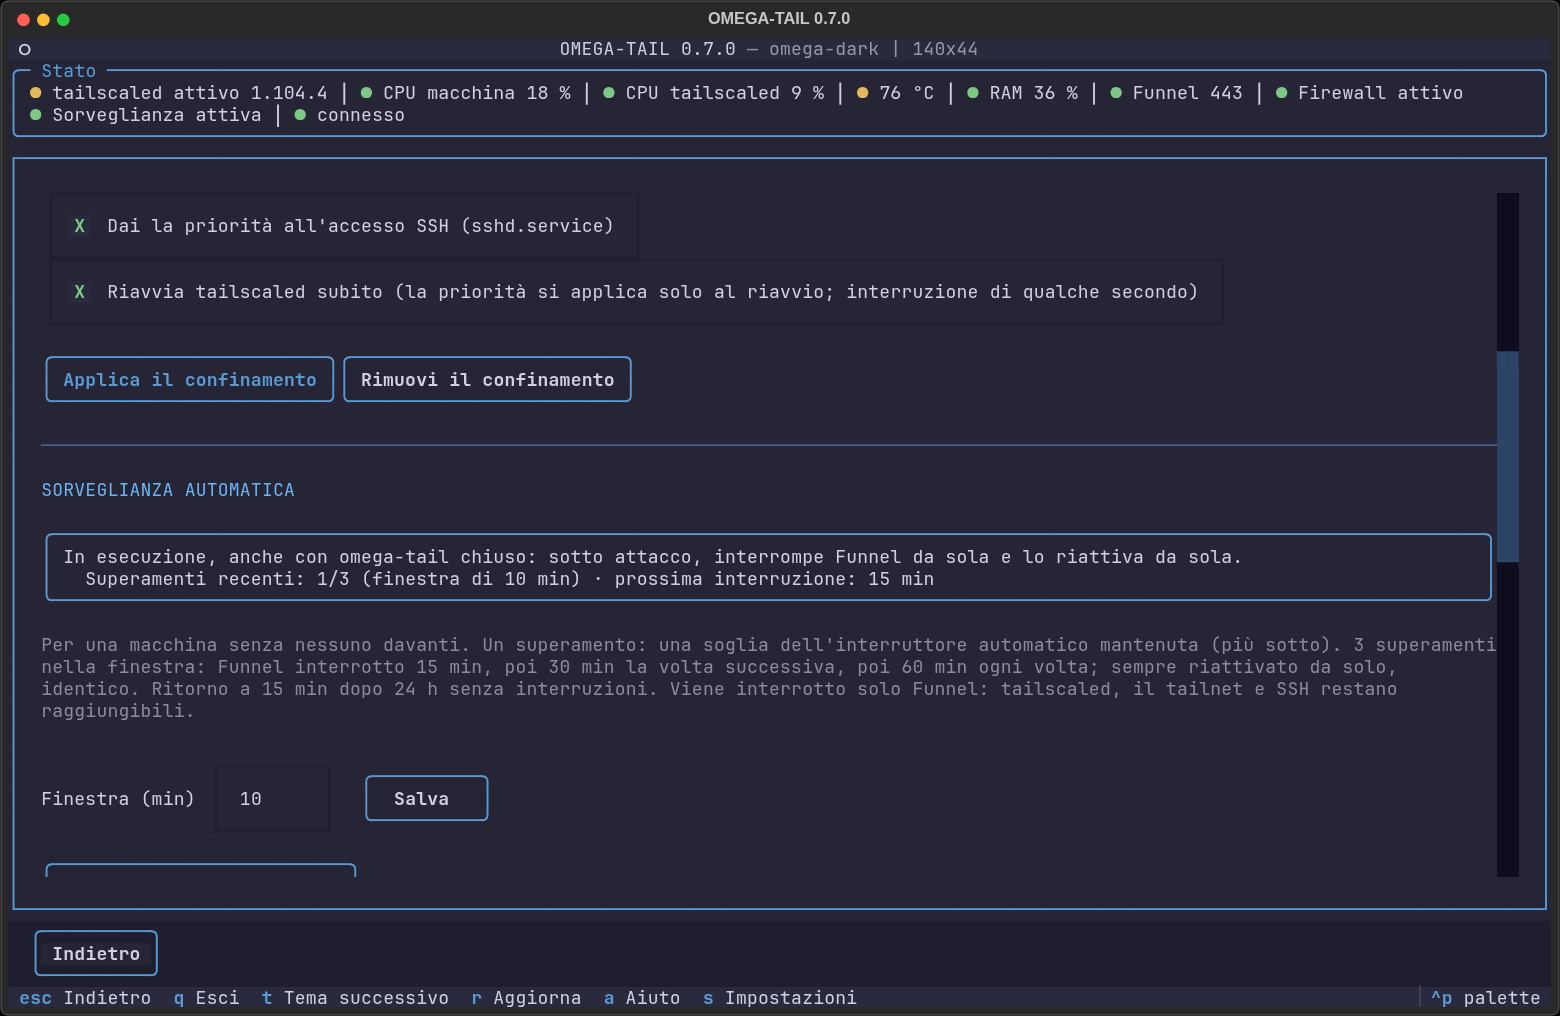 OMEGA-TAIL 0.7.0
OMEGA-TAIL 0.7.0 — omega-dark | 140x44
Stato
tailscaled attivo 1.104.4 │ ● CPU macchina 18 % │ ● CPU tailscaled 9 % │ ● 76 °C │ ● RAM 36 % │ ● Funnel 443 │ ● Firewall attivo
● Sorveglianza attiva │ ● connesso
X Dai la priorità all'accesso SSH (sshd.service)
X Riavvia tailscaled subito (la priorità si applica solo al riavvio; interruzione di qualche secondo)
Applica il confinamento Rimuovi il confinamento
SORVEGLIANZA AUTOMATICA
In esecuzione, anche con omega-tail chiuso: sotto attacco, interrompe Funnel da sola e lo riattiva da sola.
Superamenti recenti: 1/3 (finestra di 10 min) · prossima interruzione: 15 min
Per una macchina senza nessuno davanti. Un superamento: una soglia dell'interruttore automatico mantenuta (più sotto). 3 superamenti
nella finestra: Funnel interrotto 15 min, poi 30 min la volta successiva, poi 60 min ogni volta; sempre riattivato da solo,
identico. Ritorno a 15 min dopo 24 h senza interruzioni. Viene interrotto solo Funnel: tailscaled, il tailnet e SSH restano
raggiungibili.
Finestra (min) 10 Salva
Indietro
esc Indietro q Esci t Tema successivo r Aggiorna a Aiuto s Impostazioni ^p palette